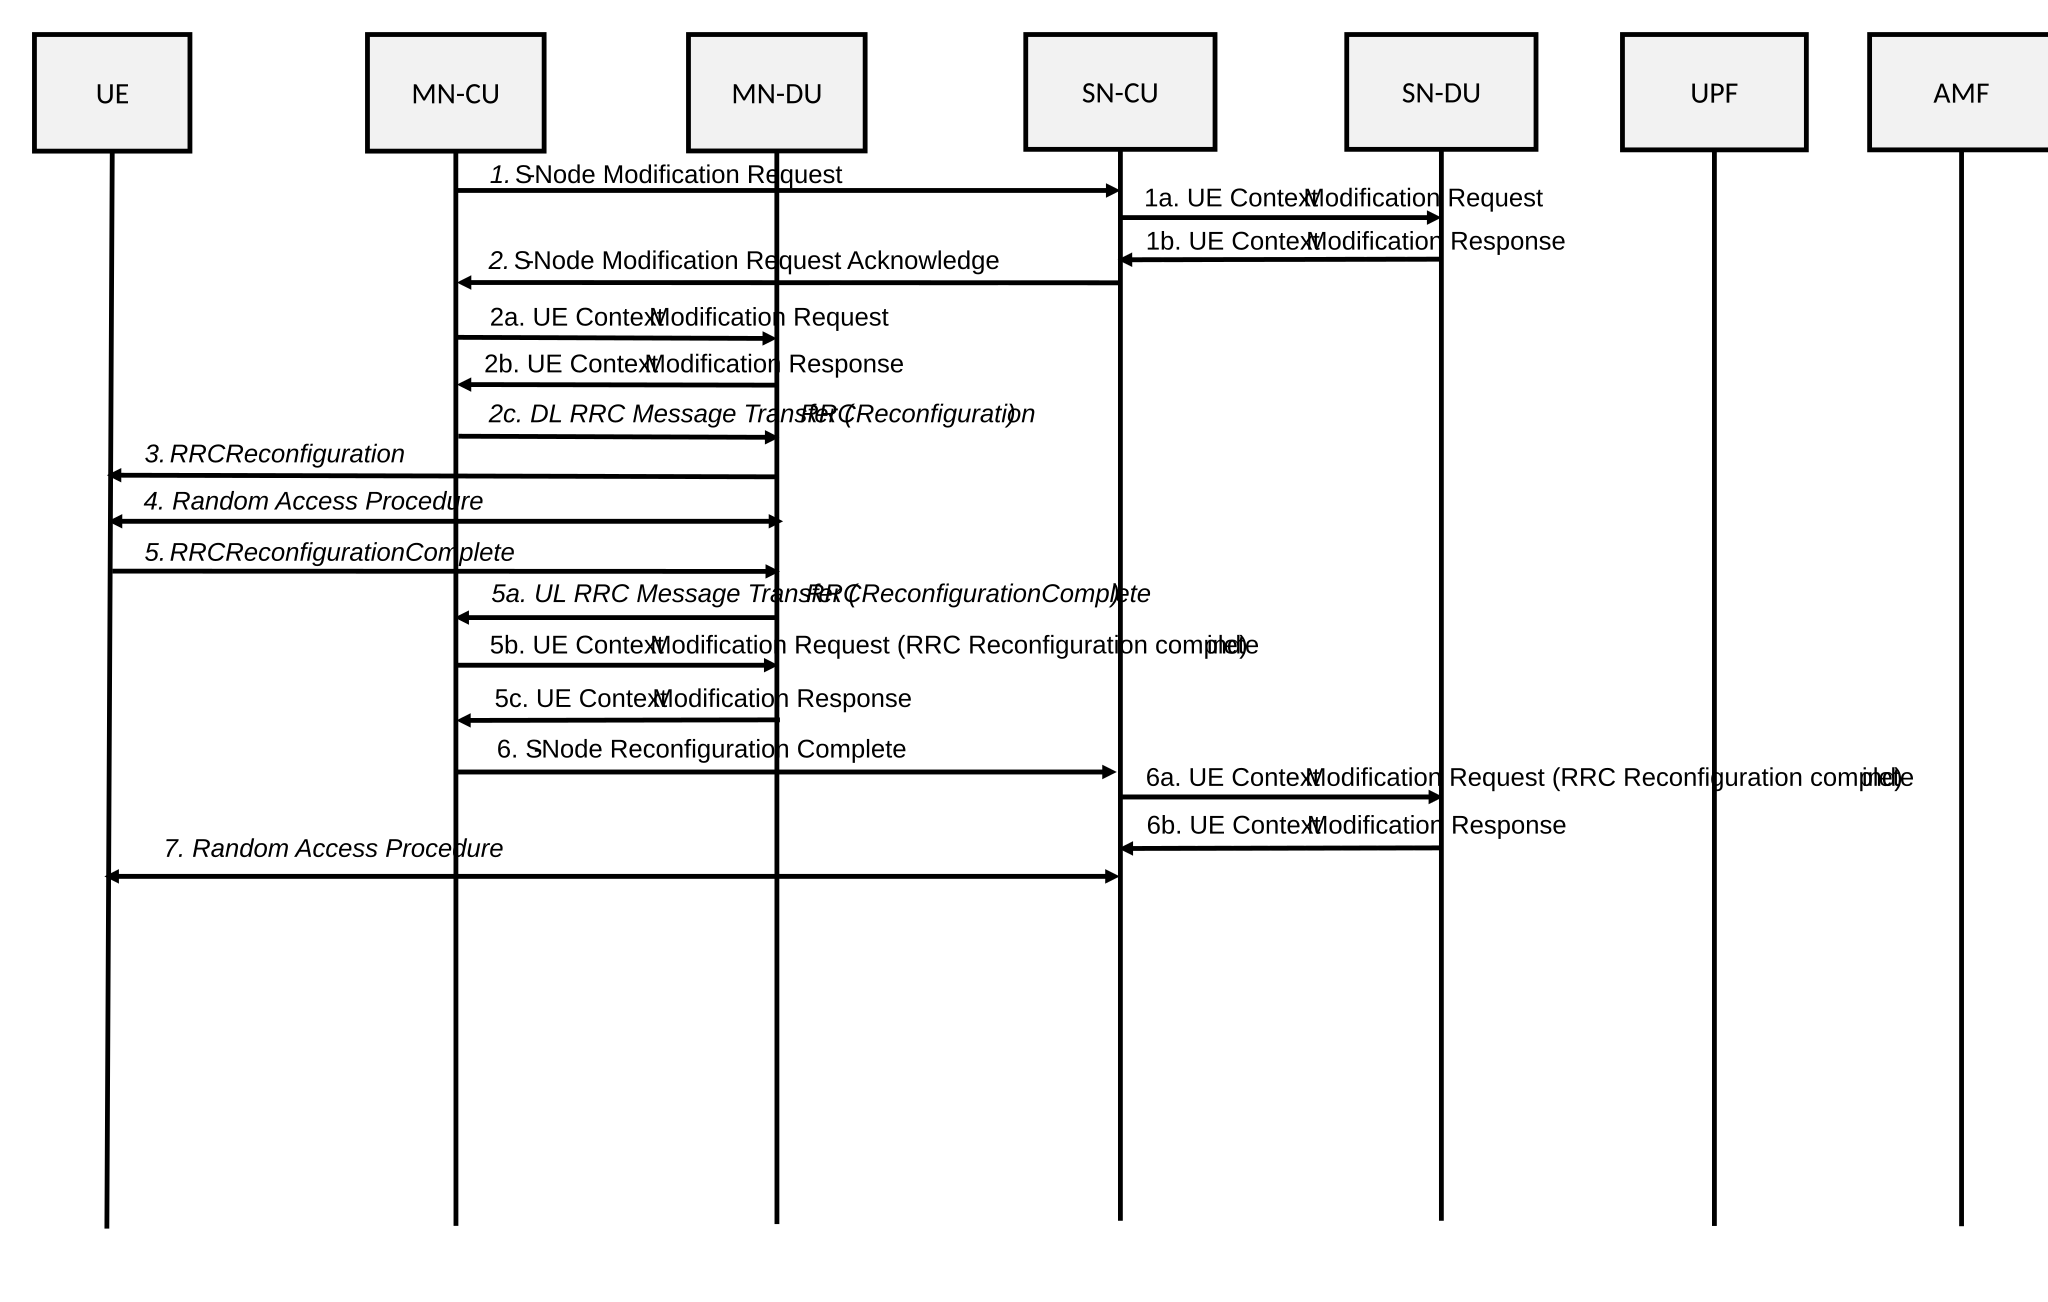 UE
MN-CU
MN-DU
SN-CU
SN-DU
UPF
AMF
1. S-Node Modification Request
1a. UE Context Modification Request
1b. UE Context Modification Response
2. S-Node Modification Request Acknowledge
2a. UE Context Modification Request
2b. UE Context Modification Response
2c. DL RRC Message Transfer (RRCReconfiguration)
3. RRCReconfiguration
4. Random Access Procedure
5. RRCReconfigurationComplete
5a. UL RRC Message Transfer (RRCReconfigurationComplete)
5b. UE Context Modification Request (RRC Reconfiguration complete ind)
5c. UE Context Modification Response
6. S-Node Reconfiguration Complete
6a. UE Context Modification Request (RRC Reconfiguration complete ind)
6b. UE Context Modification Response
7. Random Access Procedure